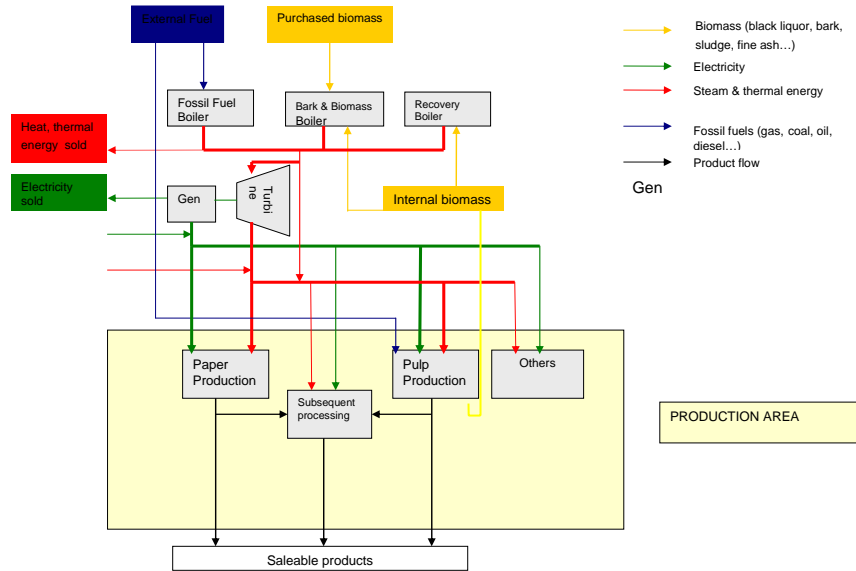 External Fuel
Purchased biomass
Biomass (black liquor, bark,
sludge, fine ash…)
Electricity
Steam & thermal energy
Fossil fuels (gas, coal, oil,
diesel…)
Product flow
Gen
Fossil Fuel
Boiler
Bark & Biomass
Boiler
Recovery
Boiler
Heat, thermal
energy sold
Electricity
sold
Gen
Turbi
ne
Internal biomass
Paper
Production
Pulp
Production
Others
Subsequent
processing
PRODUCTION AREA
Saleable products